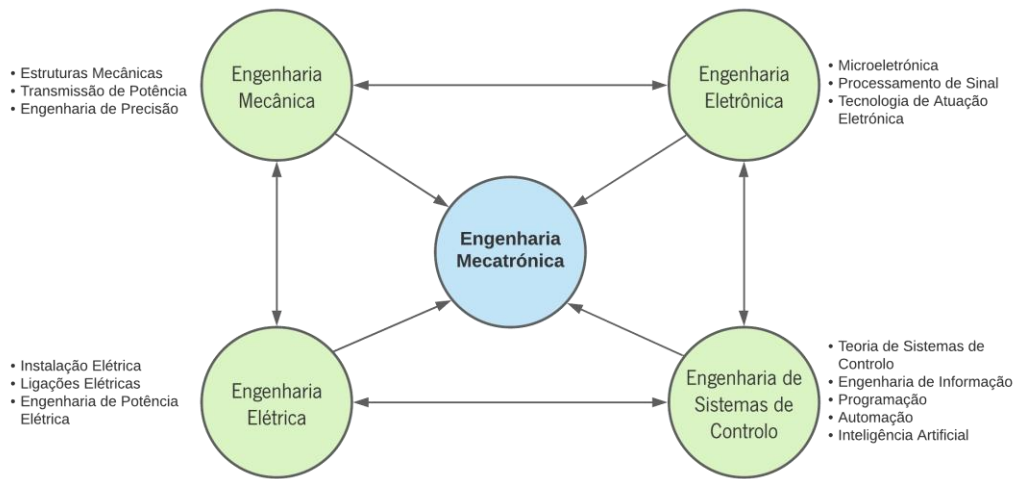 • Estruturas Mecânicas
• Transmissão de Potência
• Engenharia de Precisão
Engenharia
Mecânica
Engenharia
Eletrônica
• Microeletrónica
• Processamento de Sinal
• Tecnologia de Atuação
Eletrónica
Engenharia
Mecatrónica
• Instalação Elétrica
• Ligações Elétricas
• Engenharia de Potência
Elétrica
Engenharia
Elétrica
Engenharia de
Sistemas de
Controlo
• Teoria de Sistemas de
Controlo
• Engenharia de Informação
• Programação
• Automação
• Inteligência Artificial